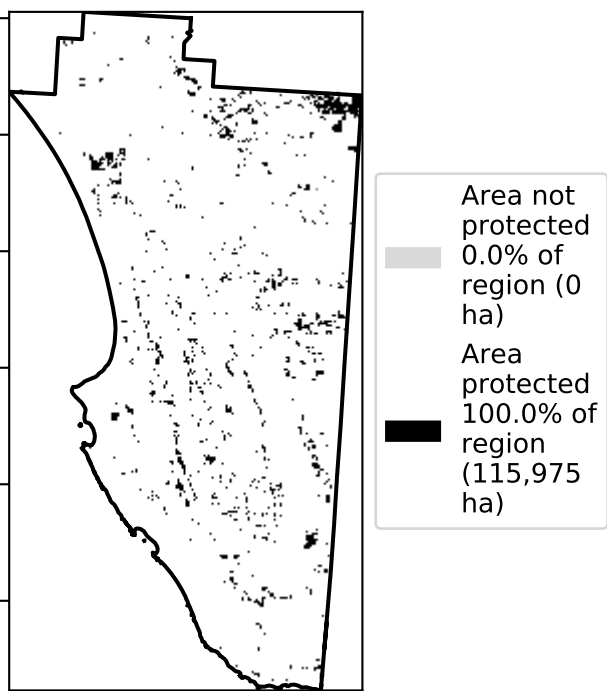 Area not
protected
0.0% of
region (0
ha)
Area
protected
100.0% of
region
(115,975
ha)